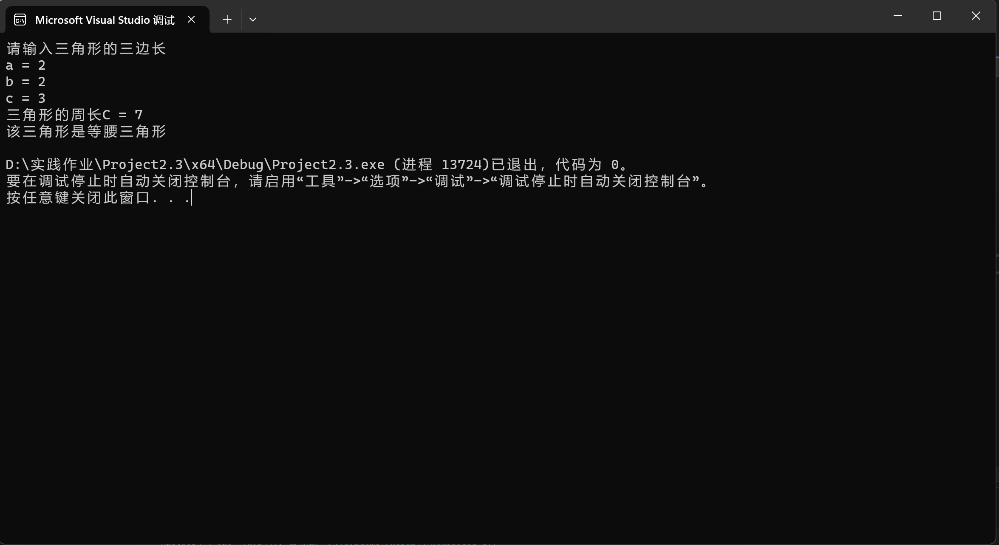 Microsoft Visual Studio 调试
请输入三角形的三边长
a = 2
b = 2
c = 3
三角形的周长C = 7
该三角形是等腰三角形
D:\实践作业\Project2.3\x64\Debug\Project2.3.exe (进程 13724)已退出，代码为 0。
要在调试停止时自动关闭控制台，请启用“工具”->“选项”->“调试”->“调试停止时自动关闭控制台”。
按任意键关闭此窗口. . .